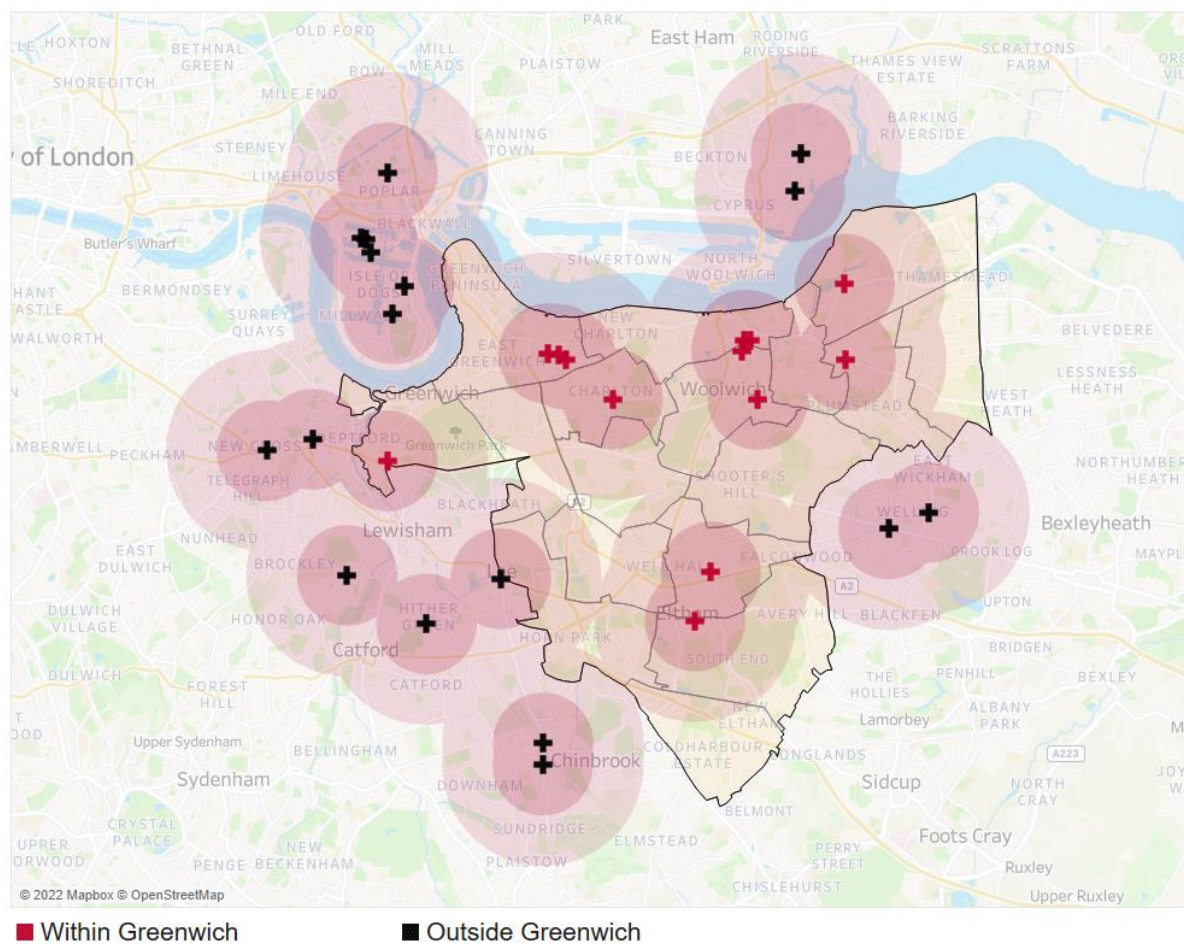 PARK
OLD FORD
East Ham
RODING
RIVERSIDE
HOXTON
BETHNAL
GREEN
MILL
MEADS
PLAISTOW
SCRATTONS
FARM
THAMES VIEW
ESTATE
SHOREDITCH
BOW
MILE END
BARKING
RIVERSIDE
CANNING
TOWN
STEPNEY
y of London
BECKTON
LIMEHOUSE
POPLAR
CYPRUS
BLACKWALL
Butler's Wharf
SILVERTOWN
NORTH
WOOLWICH
GREENWICH
PENINSULA
THAMESMEAD
ISLE OF
DOGS
BERMONDSEY
SURREY
QUAYS
NEW
CHARLTON
BELVEDERE
WALWORTH
EAST
GREENWICH
LESSNESS
HEATH
Greenwich
CHARLTON
Woolwich
PLUMSTEAD
WEST
HEATH
Greenwich Park
NEW CROSS
DEPTFORD
PECKHAM
EAST
WICKHAM
NORTHUMBER
HEATH
TELEGRAPH
HILL
SHOOTER'S
HILL
BLACKHEATH
A2
WELLING
Bexleyheath
Lewisham
NUNHEAD
EAST
DULWICH
CROOK LOG
BROCKLEY
Lee
WELL HALL
FALCONWOOD
A2
UPTON
DULWICH
VILLAGE
HONOR OAK
HITHER
GREEN
Eltham
AVERY HILL
BLACKFEN
HORN PARK
BRIDGEN
Catford
SOUTH END
DULWICH
CATFORD
FOREST
HILL
THE
HOLLIES
PENHILL
BEXLEY
NEW
ELTHAM
Lamorbey
ALBANY
PARK
Upper Sydenham
BELLINGHAM
COLDHARBOUR
ESTATE
LONGLANDS
A223
Chinbrook
Sydenham
DOWNHAM
Sidcup
NORTH
CRAY
BELMONT
CRYSTAL
PALACE
SUNDRIDGE
ELMSTEAD
Foots Cray
UPPER
NORWOOD
PENGE
NEW
BECKENHAM
PLAISTOW
PERRY
STREET
Ruxley
CHISLEHURST
© 2022 Mapbox © OpenStreetMap
Upper Ruxley
Within Greenwich
Outside Greenwich